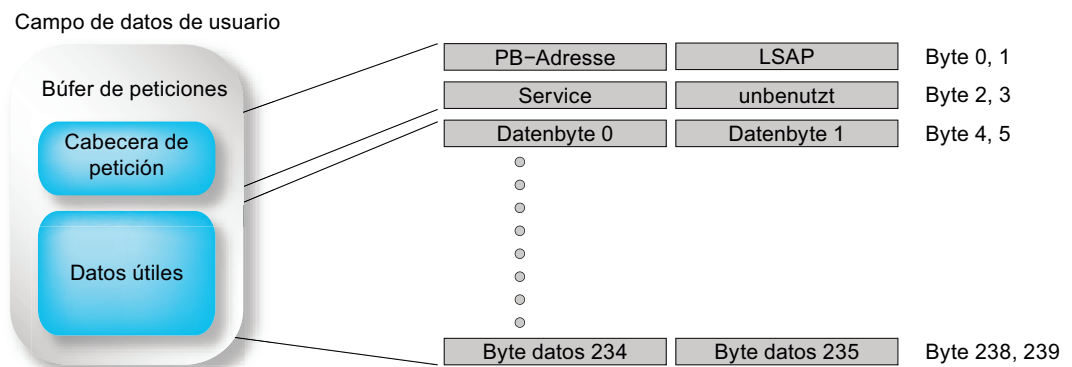 Campo de datos de usuario
Búfer de peticiones
Cabecera de
petición
Datos útiles
PB-Adresse LSAP Byte 0, 1
Service unbenutzt Byte 2, 3
Datenbyte 0 Datenbyte 1 Byte 4, 5
Byte datos 234 Byte datos 235 Byte 238, 239